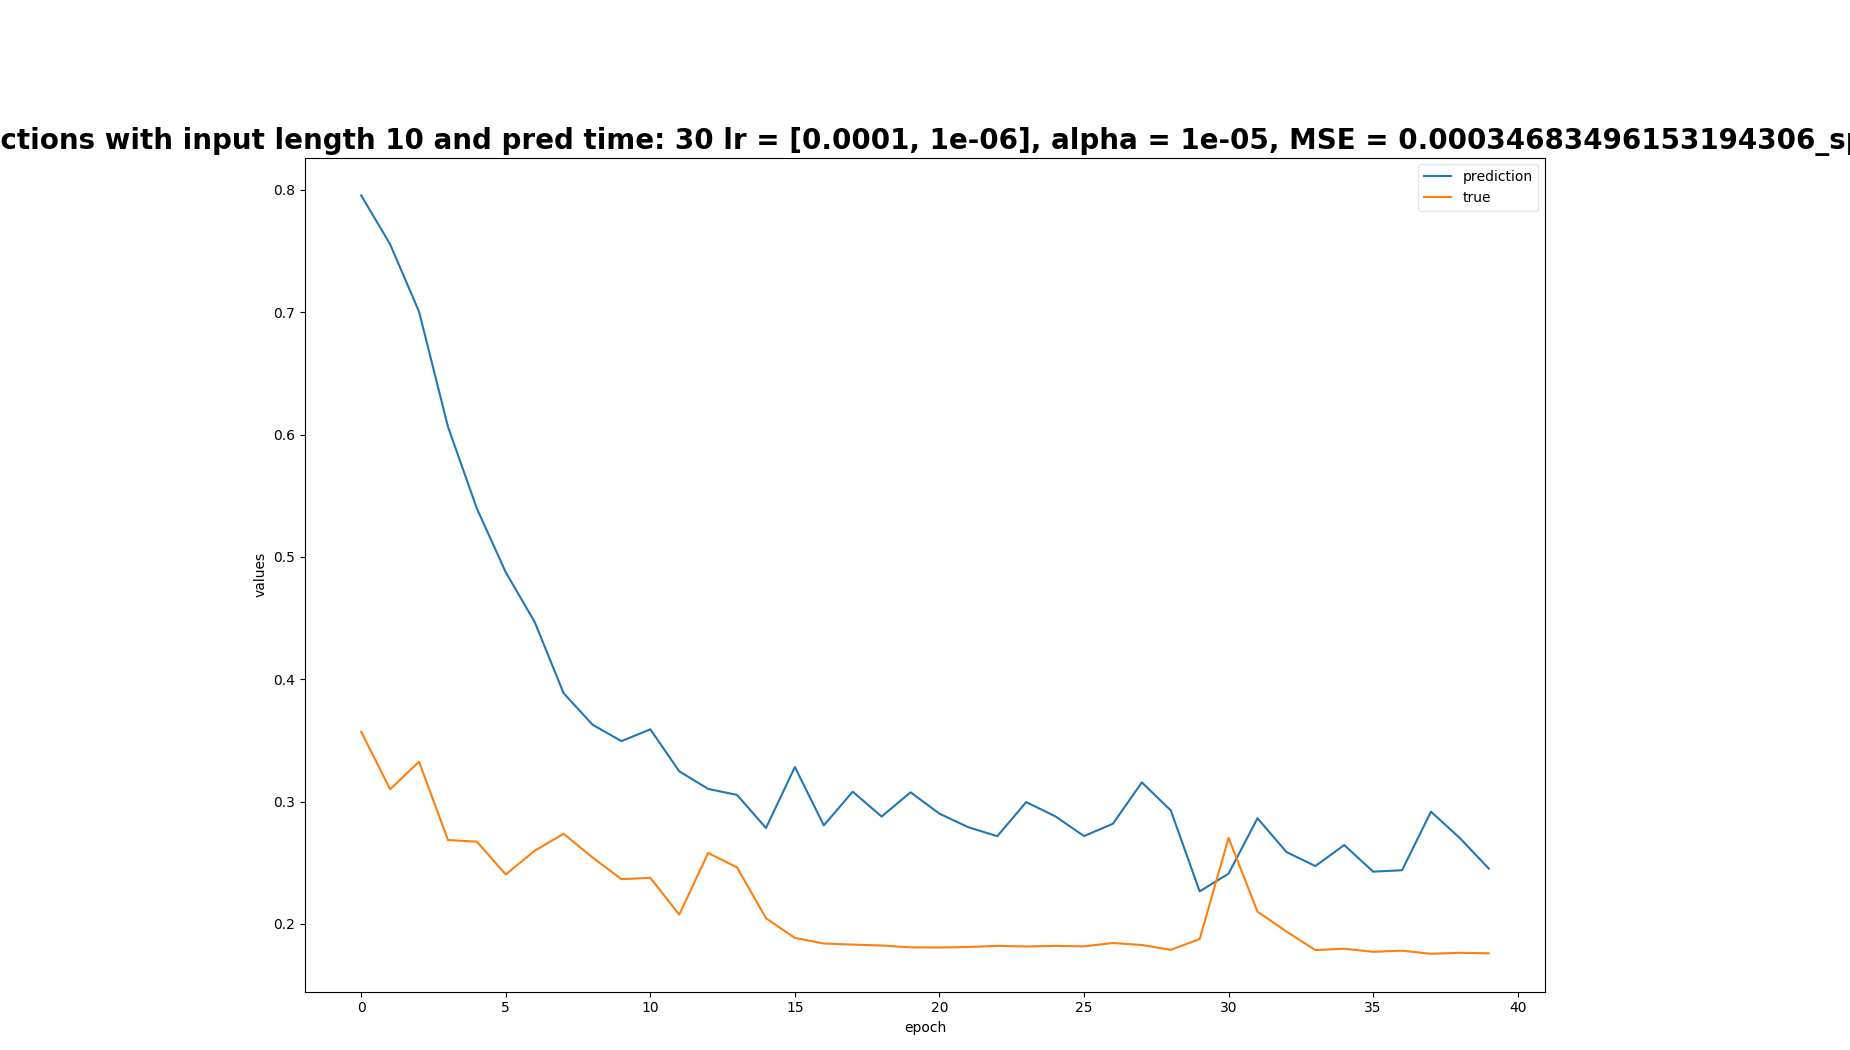 ctions with input length 10 and pred time: 30 lr = [0.0001, 1e-06], alpha = 1e-05, MSE = 0.00034683496153194306_sp
prediction
true
0.8
0.7
0.6
0.5
0.4
0.3
0.2
values
0 5 10 15 20 25 30 35 40
epoch